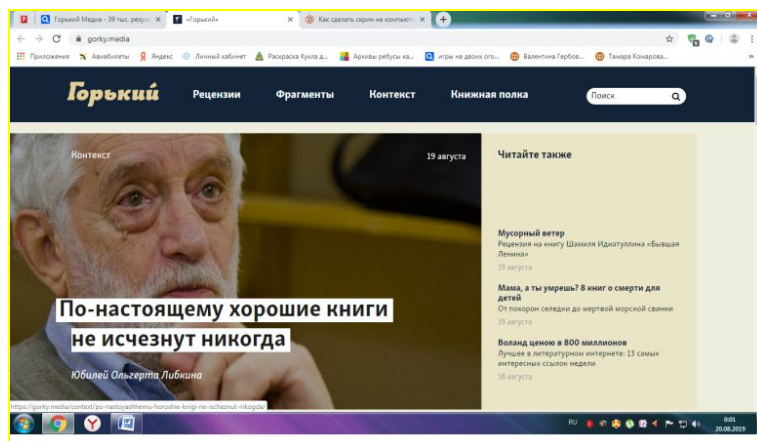 Горький Медиа - 39 тыс. резул
«Горький»
Как сделать скрин на компьюте
gorky.media
Приложения
Авиабилеты
Яндекс
Личный кабинет
Раскраска Кукла д...
Архивы ребусы ка...
игры на двоих ого...
Валентина Гербов...
Тамара Комарова...
Горький
Рецензии
Фрагменты
Контекст
Книжная полка
Поиск
Контекст
19 августа
По-настоящему хорошие книги
не исчезнут никогда
Юбилей Ольгерта Либкина
Читайте также
Мусорный ветер
Рецензия на книгу Шамиля Идиатуллина «Бывшая
Ленина»
19 августа
Мама, а ты умрешь? 8 книг о смерти для
детей
От похорон селедки до мертвой морской свинки
19 августа
Воланд ценою в 800 миллионов
Лучшее в литературном интернете: 13 самых
интересных ссылок недели
18 августа
https://gorky.media/context/po-nastoyashhemu-horoshie-knigi-ne-ischeznut-nikogda/
RU
0:01
20.08.2019